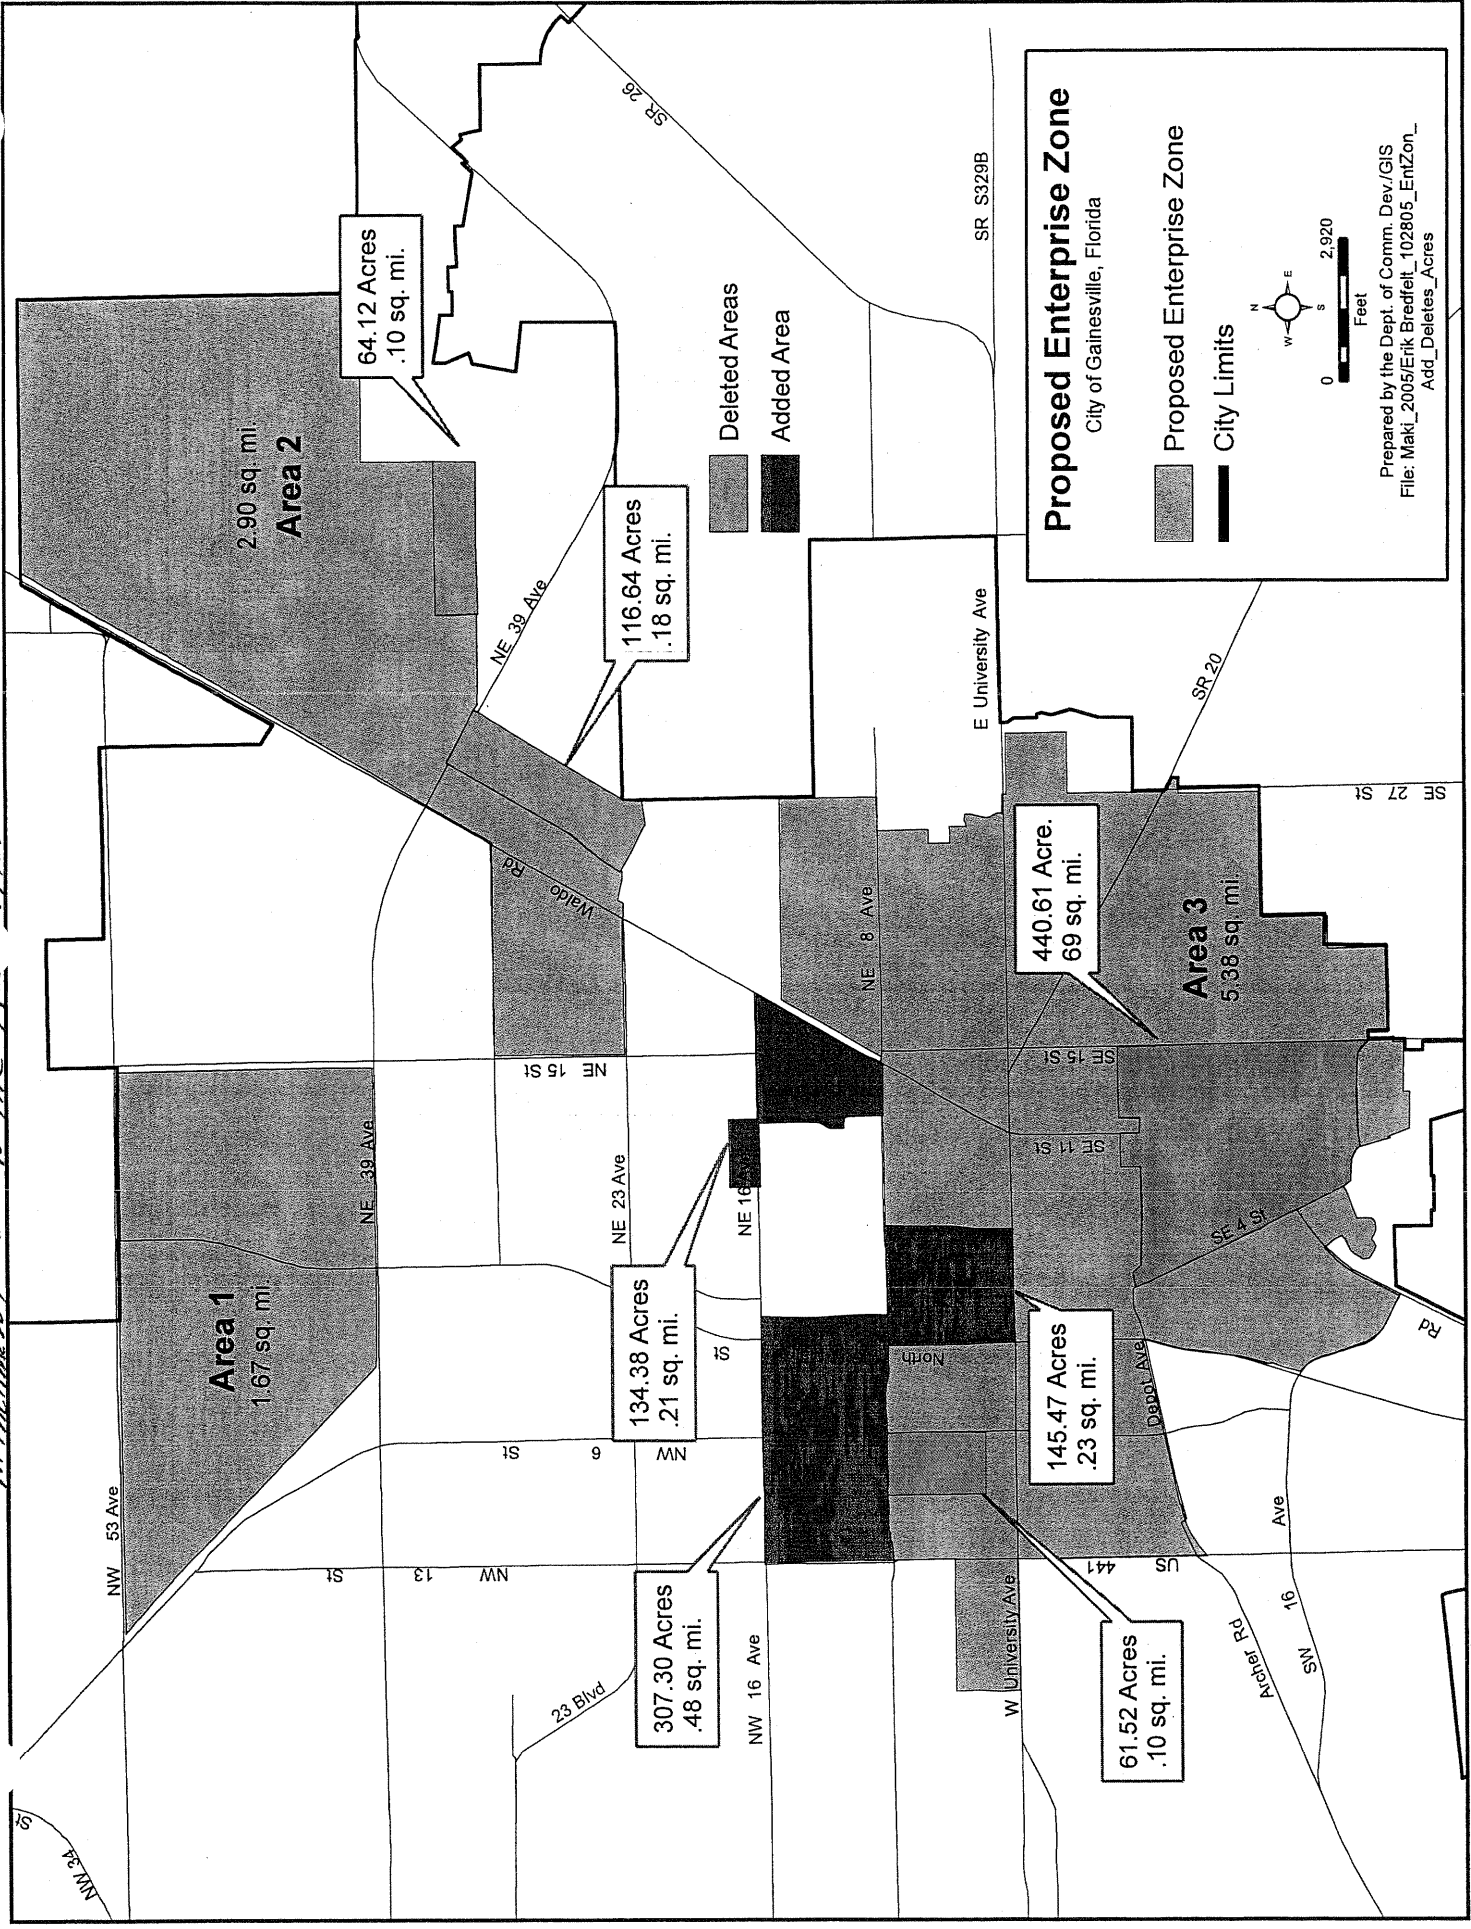 NW 34
St
NW 53 Ave
Area 1
1.67 sq. mi.
2.90 sq. mi.
Area 2
64.12 Acres
.10 sq. mi.
SR 26
NE 39 Ave
NE 39 Ave
NW 13 St
NW 6 St
St
NE 15 St
Waldo Rd
116.64 Acres
.18 sq. mi.
23 Blvd
NE 23 Ave
307.30 Acres
.48 sq. mi.
134.38 Acres
.21 sq. mi.
NW 16 Ave
NE 16 Ave
Deleted Areas
Added Area
NE 8 Ave
North
W University Ave
E University Ave
SR S329B
61.52 Acres
.10 sq. mi.
145.47 Acres
.23 sq. mi.
440.61 Acre.
69 sq. mi.
US 441
Depot Ave
SE 11 St
SE 15 St
SE 4 St
Area 3
5.38 sq. mi.
SR 20
SE 27 St
Archer Rd
SW 16 Ave
Rd
Proposed Enterprise Zone
City of Gainesville, Florida
Proposed Enterprise Zone
City Limits
N
W
E
S
0 2,920
Feet
Prepared by the Dept. of Comm. Dev./GIS
File: Maki_2005/Erik Bredfelt_102805_EntZon_
Add_Deletes_Acres